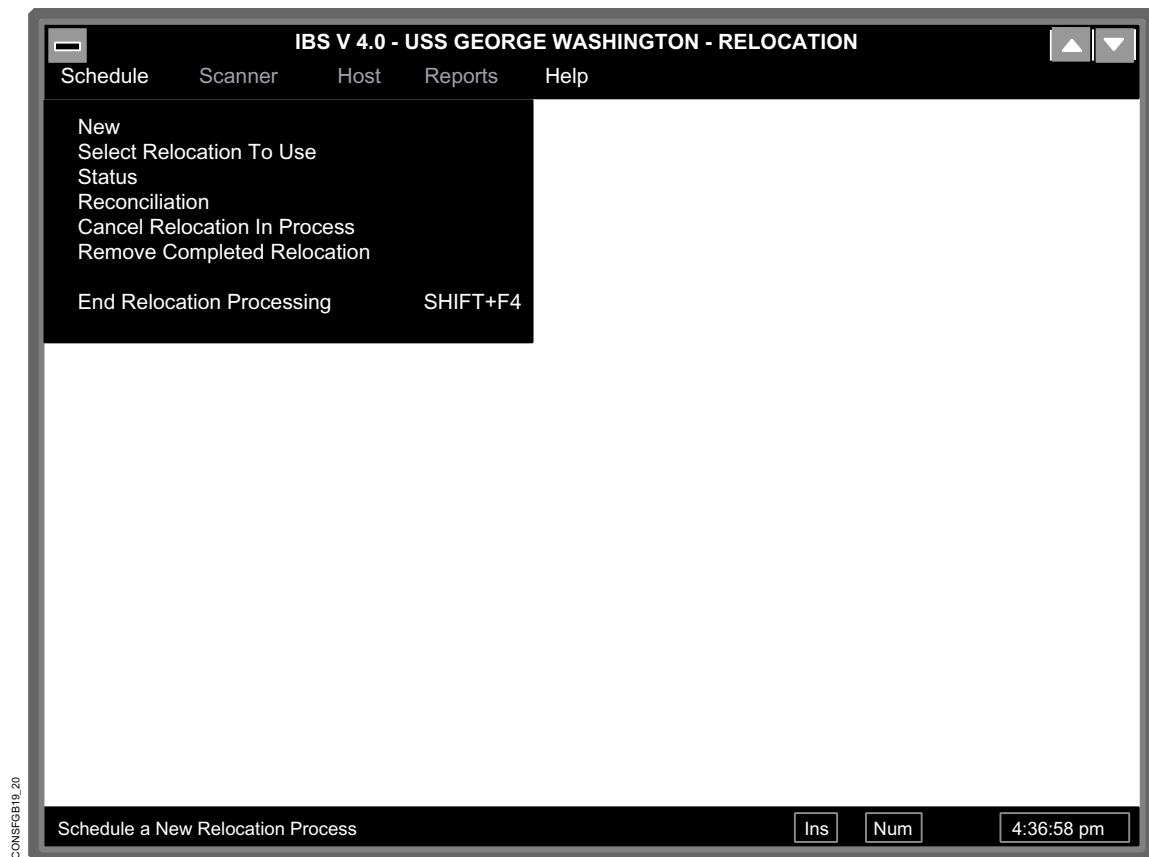 IBS V 4.0 - USS GEORGE WASHINGTON - RELOCATION
Schedule Scanner Host Reports Help
New
Select Relocation To Use
Status
Reconciliation
Cancel Relocation In Process
Remove Completed Relocation
End Relocation Processing SHIFT+F4
Schedule a New Relocation Process Ins Num 4:36:58 pm
CONSFGB19_20